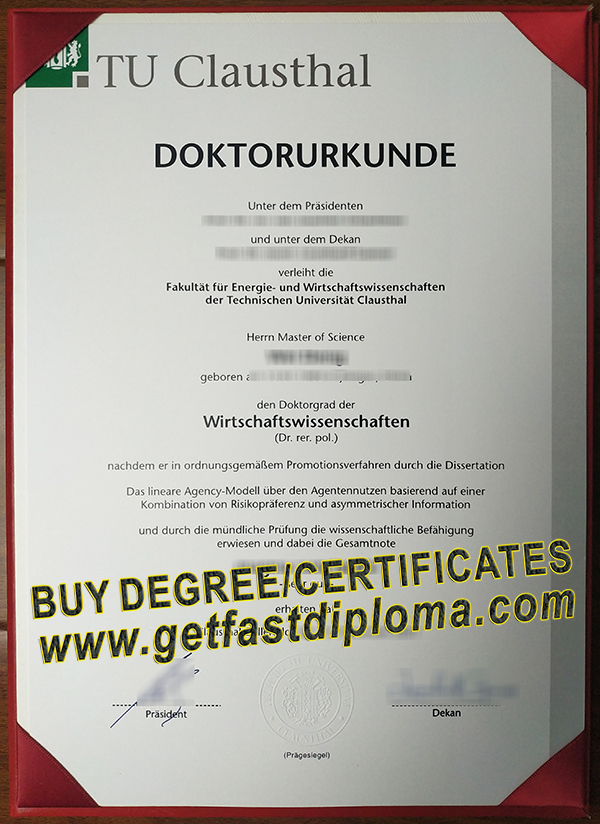 TU Clausthal
DOKTORURKUNDE
Unter dem Präsidenten
und unter dem Dekan
verleiht die
Fakultät für Energie- und Wirtschaftswissenschaften
der Technischen Universität Clausthal
Herrn Master of Science
geboren
den Doktorgrad der
Wirtschaftswissenschaften
(Dr. rer. pol.)
nachdem er in ordnungsgemäßem Promotionsverfahren durch die Dissertation
Das lineare Agency-Modell über den Agentennutzen basierend auf einer
Kombination von Risikopräferenz und asymmetrischer Information
und durch die mündliche Prüfung die wissenschaftliche Befähigung
erwiesen und dabei die Gesamtnote
BUY DEGREE/CERTIFICATES
erhalten
www.getfastdiploma.com
Präsident
Dekan
CLAUSTHAL
(Prägesiegel)